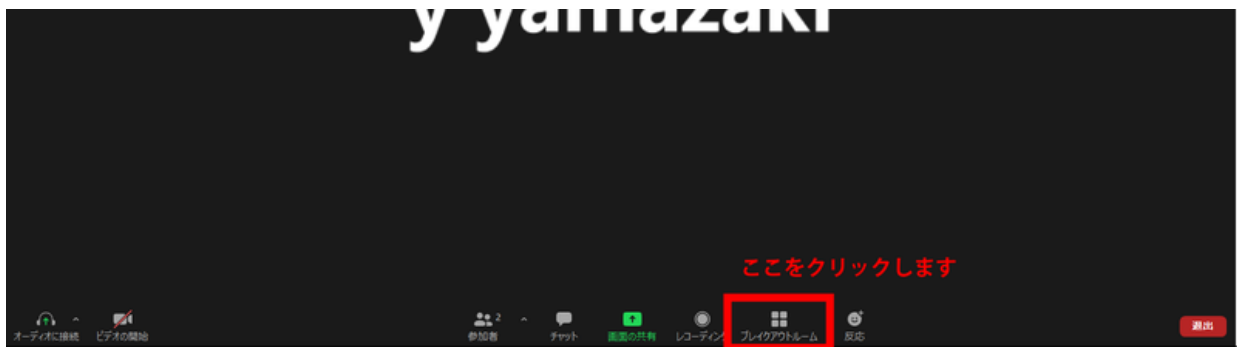 y yamazaki
ここをクリックします
2
オーディオに接続 ビデオの開始 参加者 チャット 画面の共有 レコーディング ブレイクアウトルーム 反応 退出